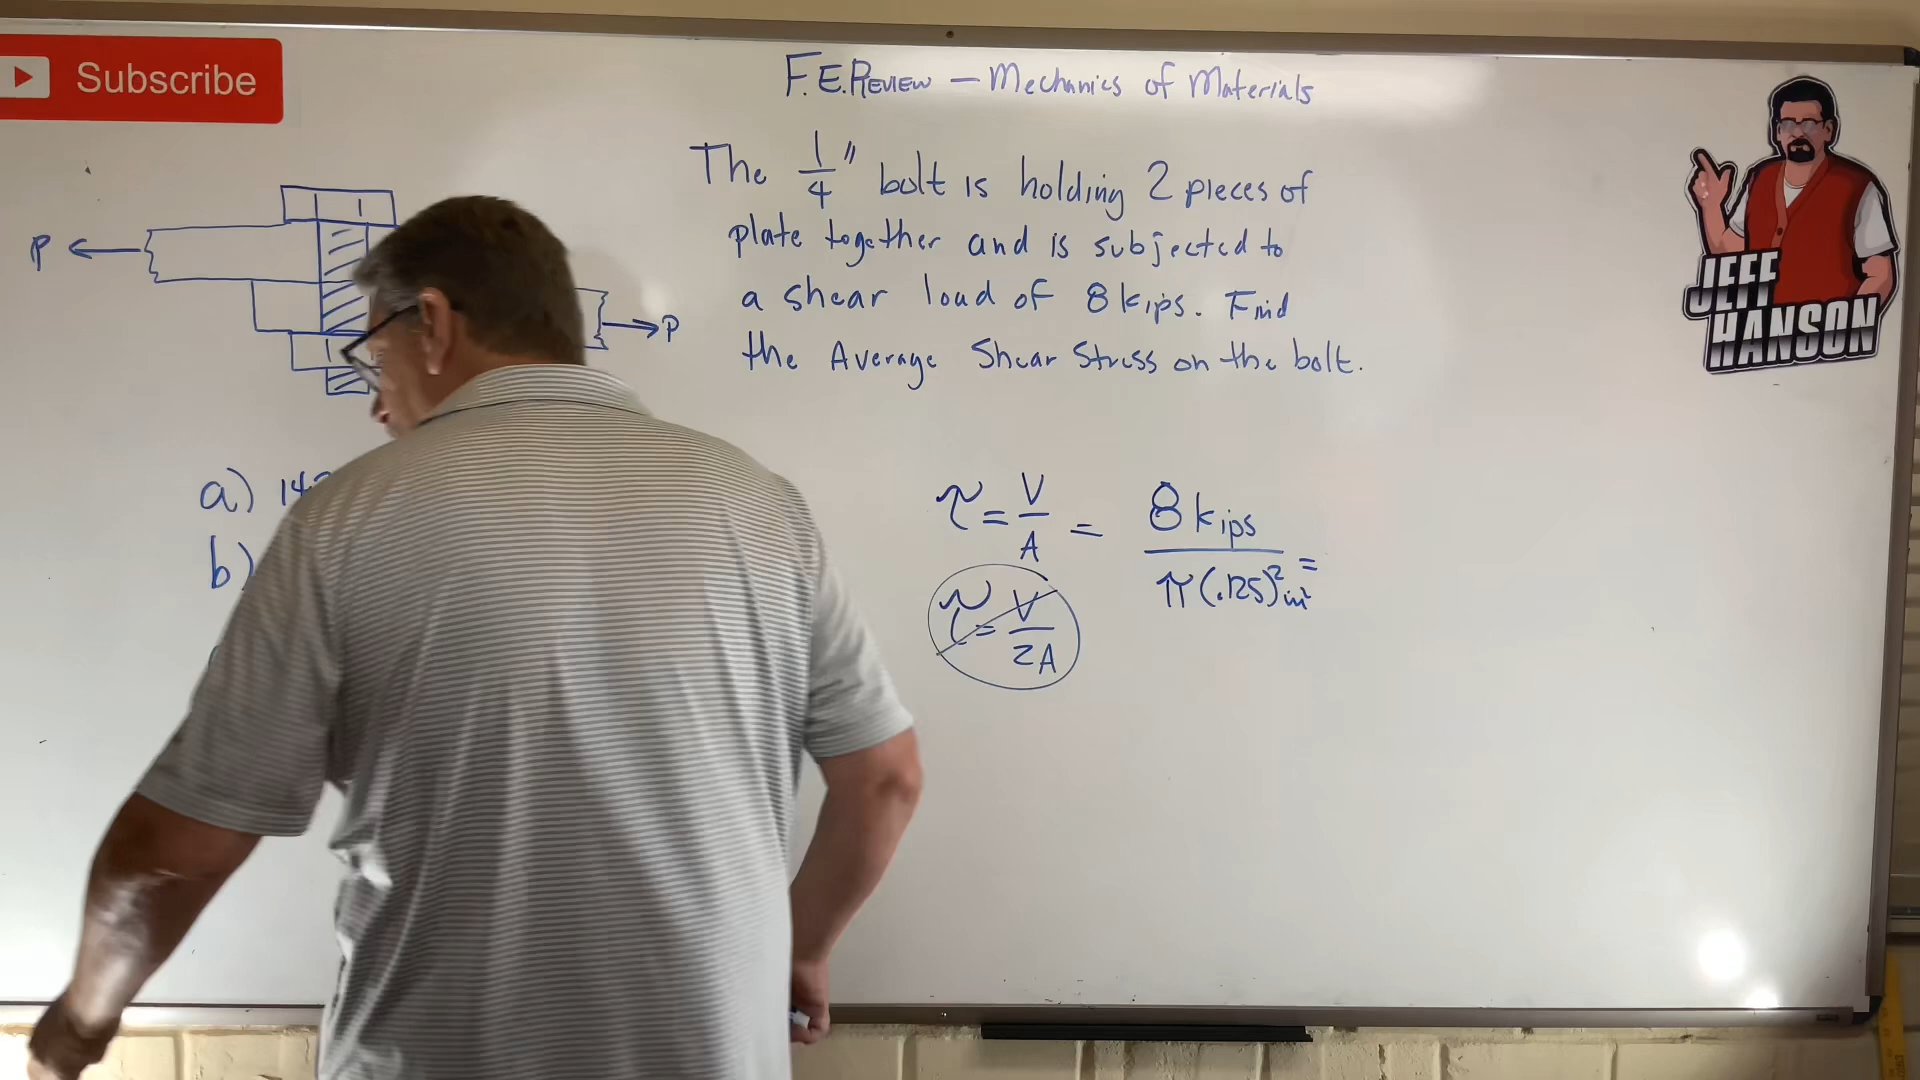 Subscribe
F.E. REVIEW – Mechanics of Materials
The 1/4" bolt is holding 2 pieces of
plate together and is subjected to
a shear load of 8 kips. Find
the Average Shear Stress on the bolt.
P
P
JEFF
HANSON
a) 14
b)
τ = V/A = 8 kips / π(.125)² in² =
τ = V/2A